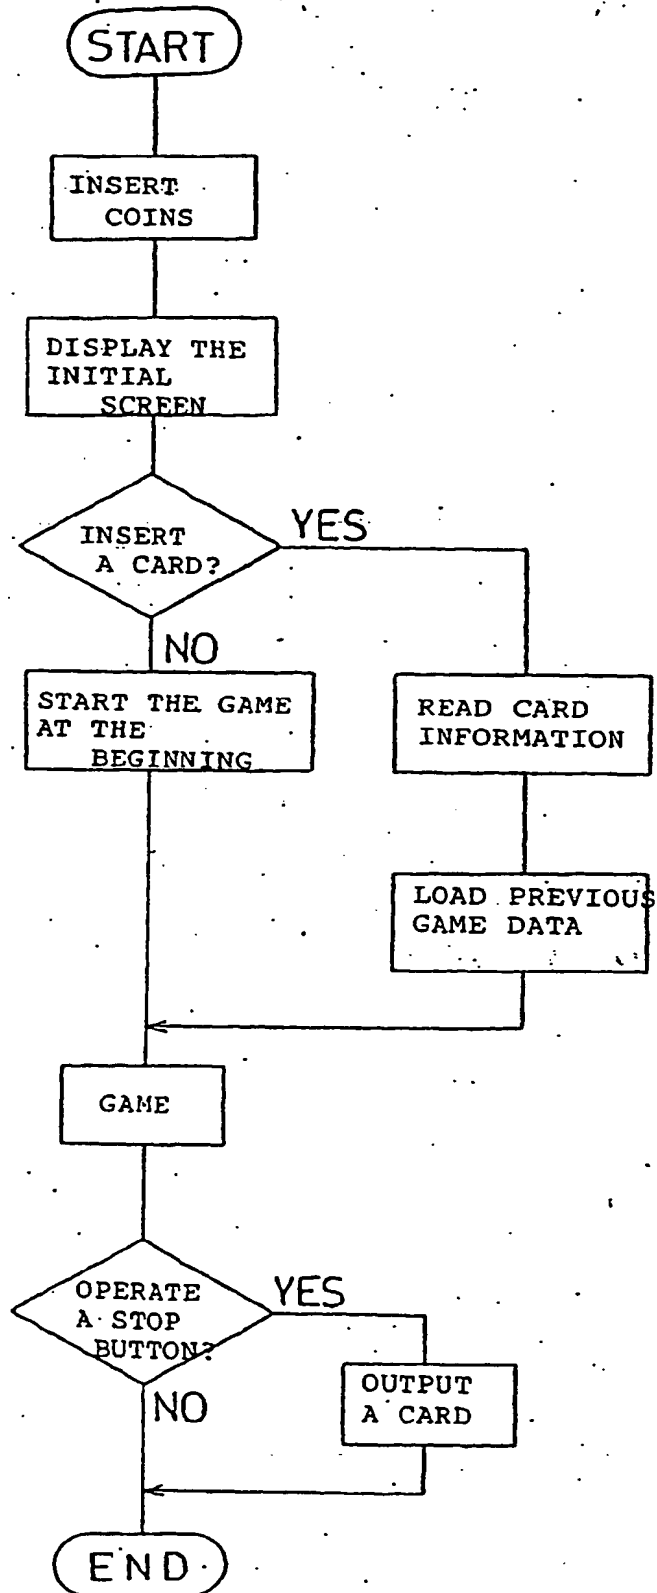 START
INSERT
COINS
DISPLAY THE
INITIAL
SCREEN
INSERT
A CARD?
YES
NO
START THE GAME
AT THE
BEGINNING
READ CARD
INFORMATION
LOAD PREVIOUS
GAME DATA
GAME
OPERATE
A STOP
BUTTON?
YES
NO
OUTPUT
A CARD
END